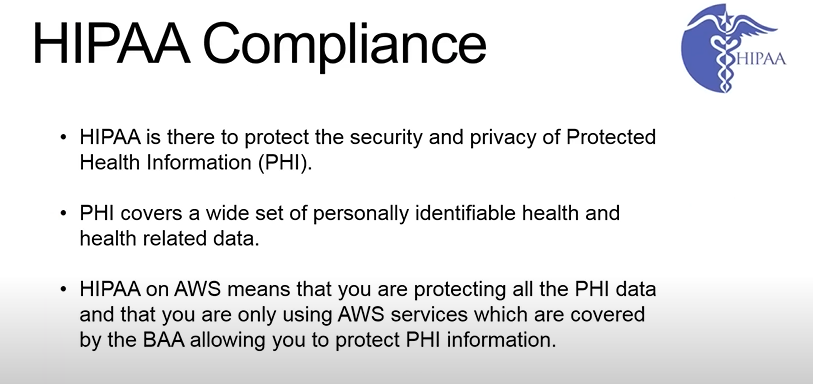 HIPAA Compliance
HIPAA
• HIPAA is there to protect the security and privacy of Protected
Health Information (PHI).
• PHI covers a wide set of personally identifiable health and
health related data.
• HIPAA on AWS means that you are protecting all the PHI data
and that you are only using AWS services which are covered
by the BAA allowing you to protect PHI information.